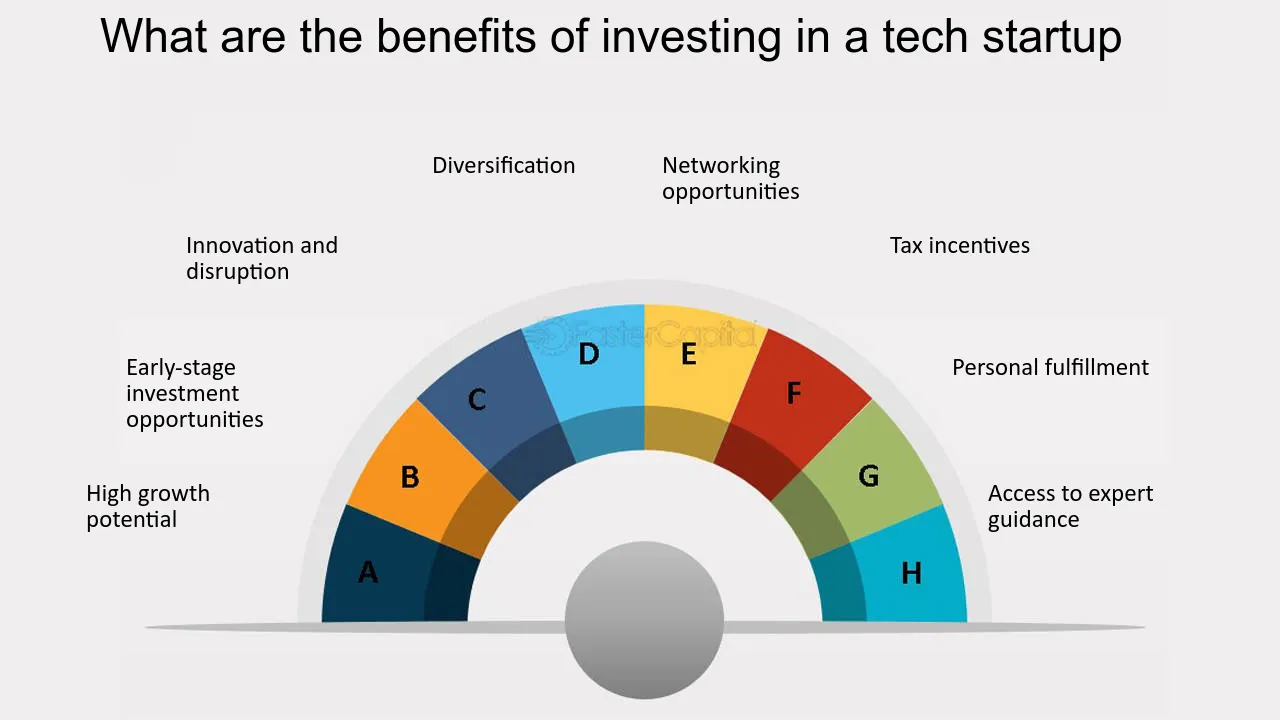 What are the benefits of investing in a tech startup
Diversification
Networking
opportunities
Innovation and
disruption
Tax incentives
Early-stage
investment
opportunities
Personal fulfillment
High growth
potential
Access to expert
guidance
FasterCapital
A
B
C
D
E
F
G
H